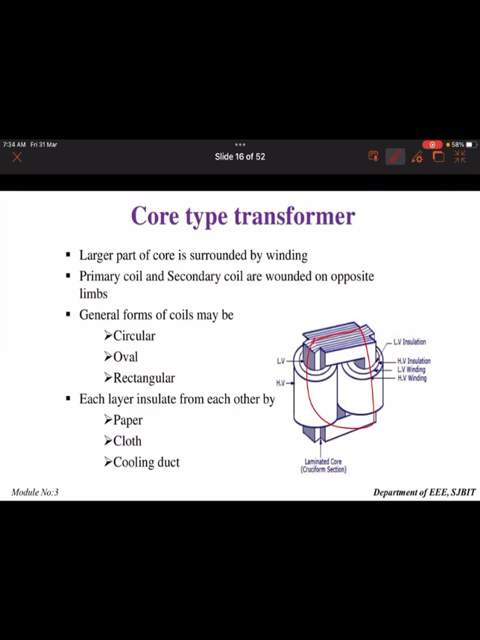 7:34 AM Fri 31 Mar
58%
Slide 16 of 52
Core type transformer
▪ Larger part of core is surrounded by winding
▪ Primary coil and Secondary coil are wounded on opposite
limbs
▪ General forms of coils may be
➢Circular
➢Oval
➢Rectangular
▪ Each layer insulate from each other by
➢Paper
➢Cloth
➢Cooling duct
L.V Insulation
L.V
H.V Insulation
L.V Winding
H.V Winding
H.V
Laminated Core
(Cruciform Section)
Module No:3
Department of EEE, SJBIT